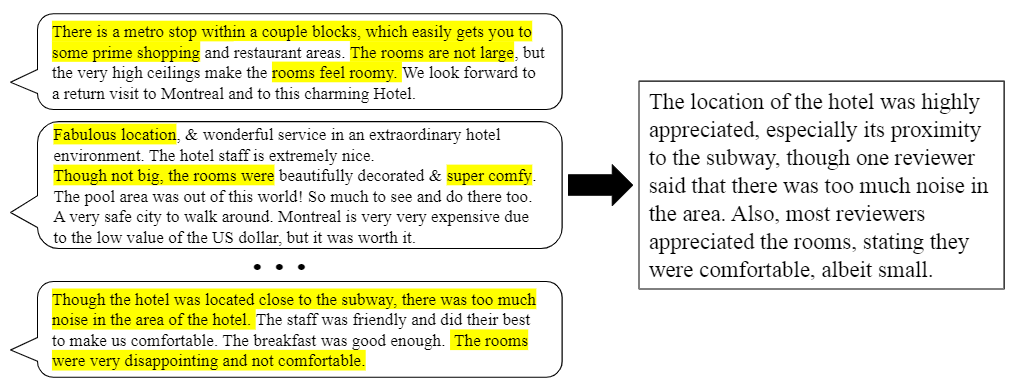 There is a metro stop within a couple blocks, which easily gets you to
some prime shopping and restaurant areas. The rooms are not large, but
the very high ceilings make the rooms feel roomy. We look forward to
a return visit to Montreal and to this charming Hotel.
Fabulous location, & wonderful service in an extraordinary hotel
environment. The hotel staff is extremely nice.
Though not big, the rooms were beautifully decorated & super comfy.
The pool area was out of this world! So much to see and do there too.
A very safe city to walk around. Montreal is very very expensive due
to the low value of the US dollar, but it was worth it.
• • •
Though the hotel was located close to the subway, there was too much
noise in the area of the hotel. The staff was friendly and did their best
to make us comfortable. The breakfast was good enough. The rooms
were very disappointing and not comfortable.
The location of the hotel was highly
appreciated, especially its proximity
to the subway, though one reviewer
said that there was too much noise in
the area. Also, most reviewers
appreciated the rooms, stating they
were comfortable, albeit small.